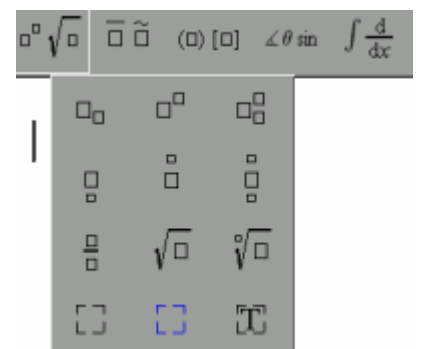 □^□ √□ □̅ □̃ (□) [□] ∠θ sin ∫ d/dx
T